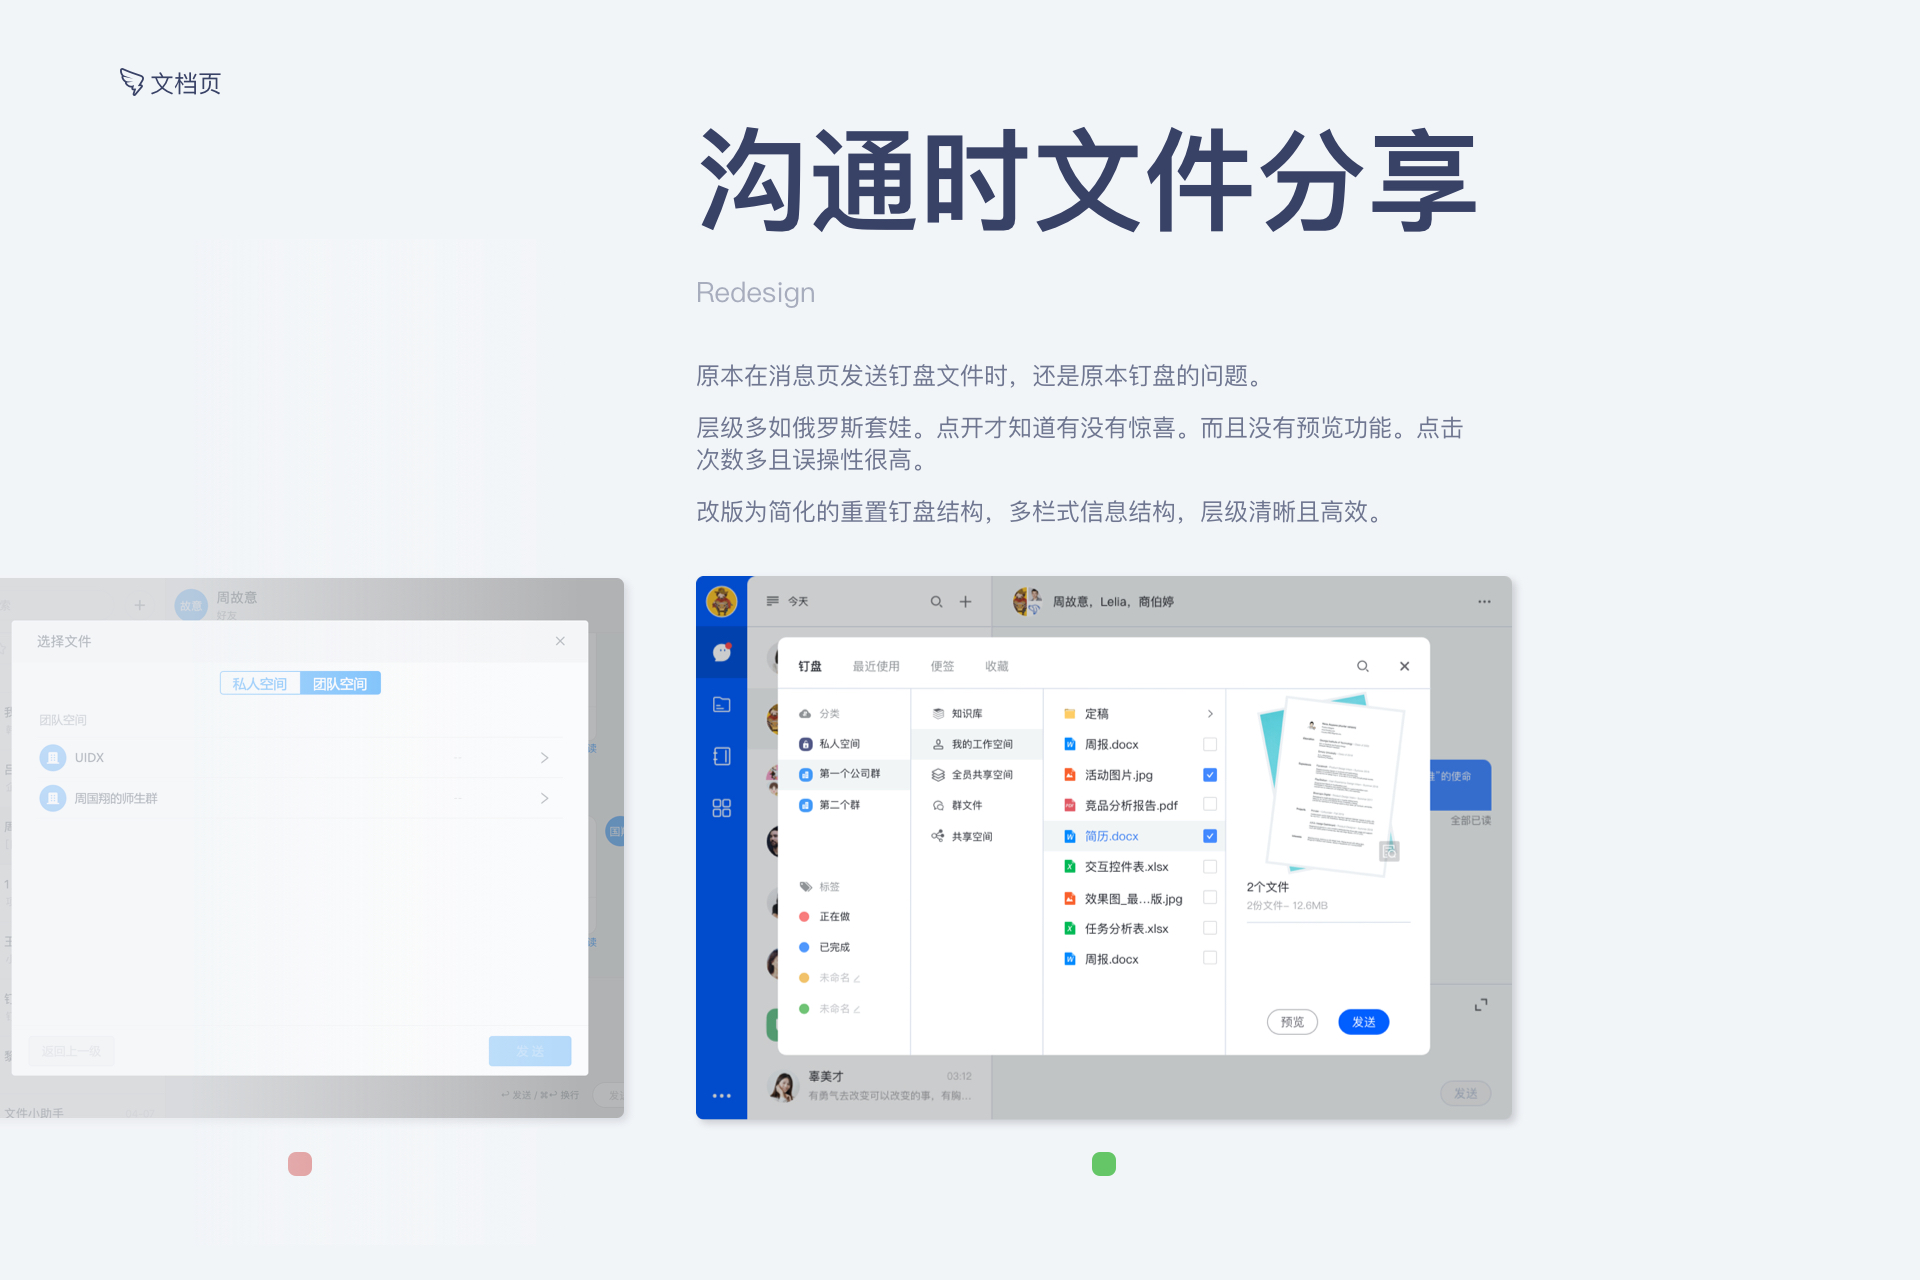 文档页
沟通时文件分享
Redesign
原本在消息页发送钉盘文件时，还是原本钉盘的问题。
层级多如俄罗斯套娃。点开才知道有没有惊喜。而且没有预览功能。点击
次数多且误操性很高。
改版为简化的重置钉盘结构，多栏式信息结构，层级清晰且高效。
故意
周故意
好友
选择文件
私人空间
团队空间
团队空间
UIDX
周国翔的师生群
返回上一级
发送
发送 / ⌘↩ 换行
文件小助手
今天
周故意，Lelia，商伯婷
钉盘
最近使用
便签
收藏
分类
私人空间
第一个公司群
第二个群
标签
正在做
已完成
未命名
未命名
知识库
我的工作空间
全员共享空间
群文件
共享空间
定稿
周报.docx
活动图片.jpg
竞品分析报告.pdf
简历.docx
交互控件表.xlsx
效果图_最...版.jpg
任务分析表.xlsx
周报.docx
2个文件
2份文件- 12.6MB
预览
发送
”的使命
全部已读
辜美才
03:12
有勇气去改变可以改变的事，有胸...
发送